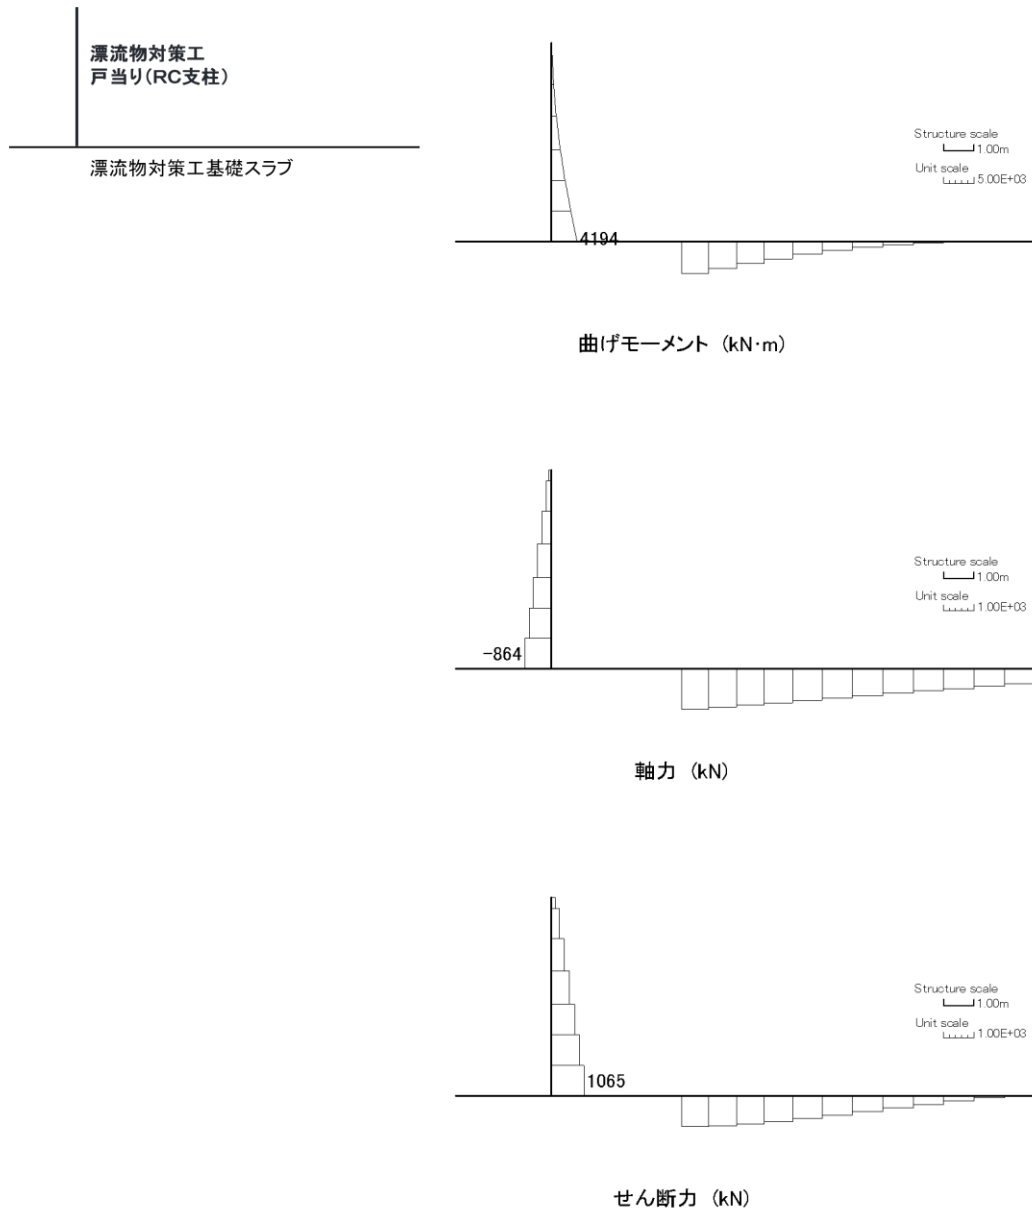 漂流物対策工
戸当り(RC支柱)
漂流物対策工基礎スラブ
Structure scale
1.00m
Unit scale
5.00E+03
4194
曲げモーメント (kN·m)
Structure scale
1.00m
Unit scale
1.00E+03
-864
軸力 (kN)
Structure scale
1.00m
Unit scale
1.00E+03
1065
せん断力 (kN)